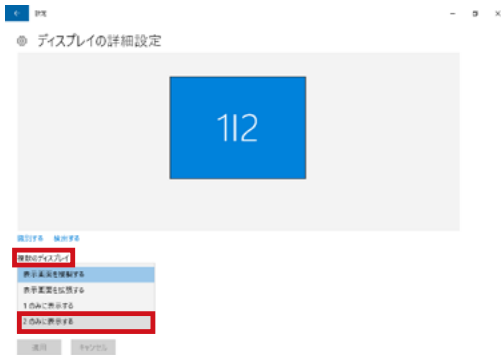 設定
ディスプレイの詳細設定
1|2
識別する 検出する
複数のディスプレイ
表示画面を複製する
表示画面を拡張する
1 のみに表示する
2 のみに表示する
適用 キャンセル